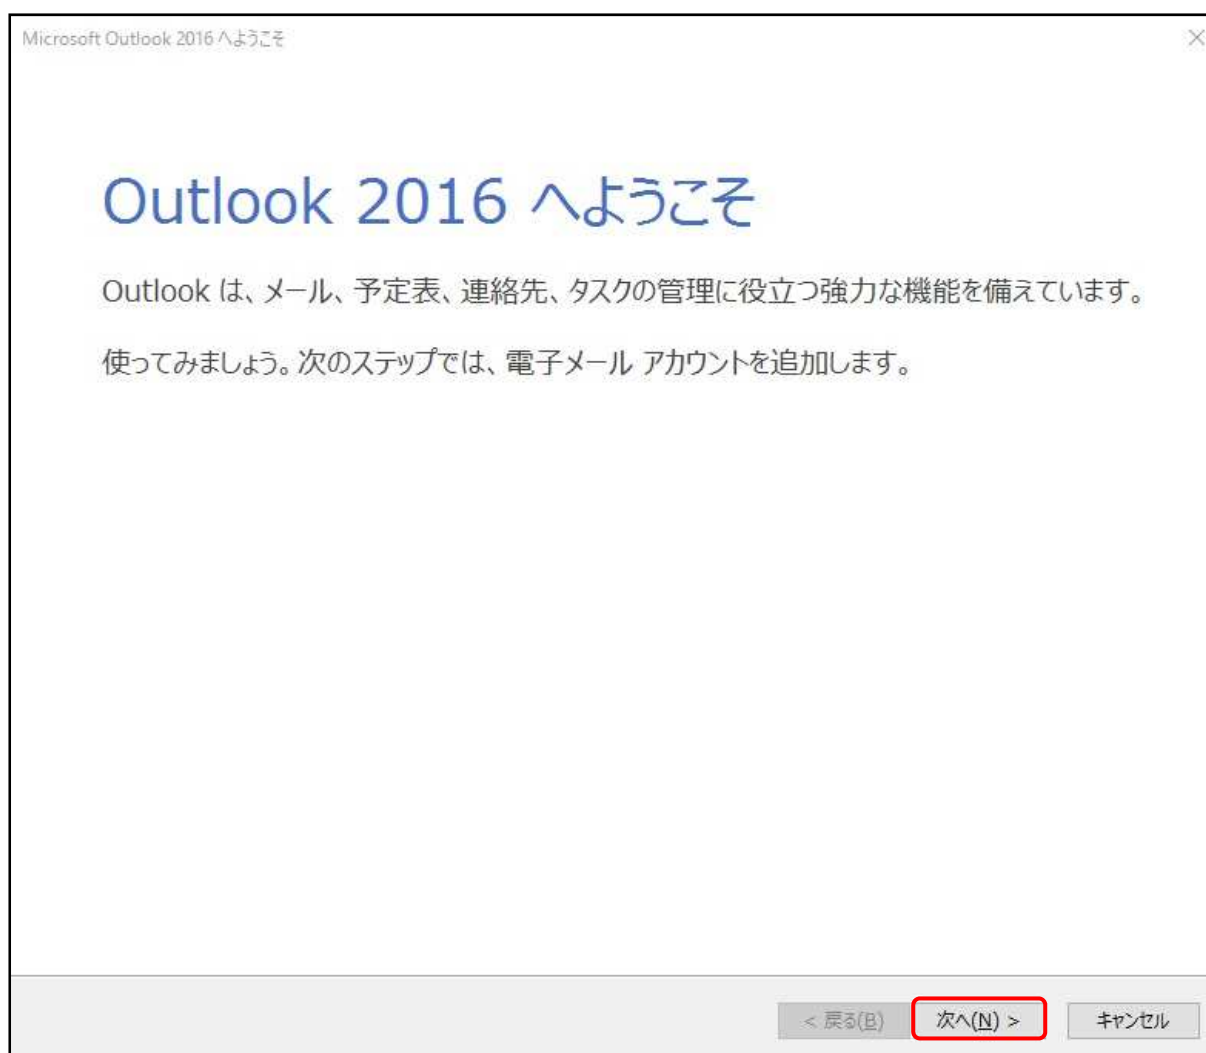 Microsoft Outlook 2016 へようこそ
Outlook 2016 へようこそ
Outlook は、メール、予定表、連絡先、タスクの管理に役立つ強力な機能を備えています。
使ってみましょう。次のステップでは、電子メール アカウントを追加します。
< 戻る(B) 次へ(N) > キャンセル